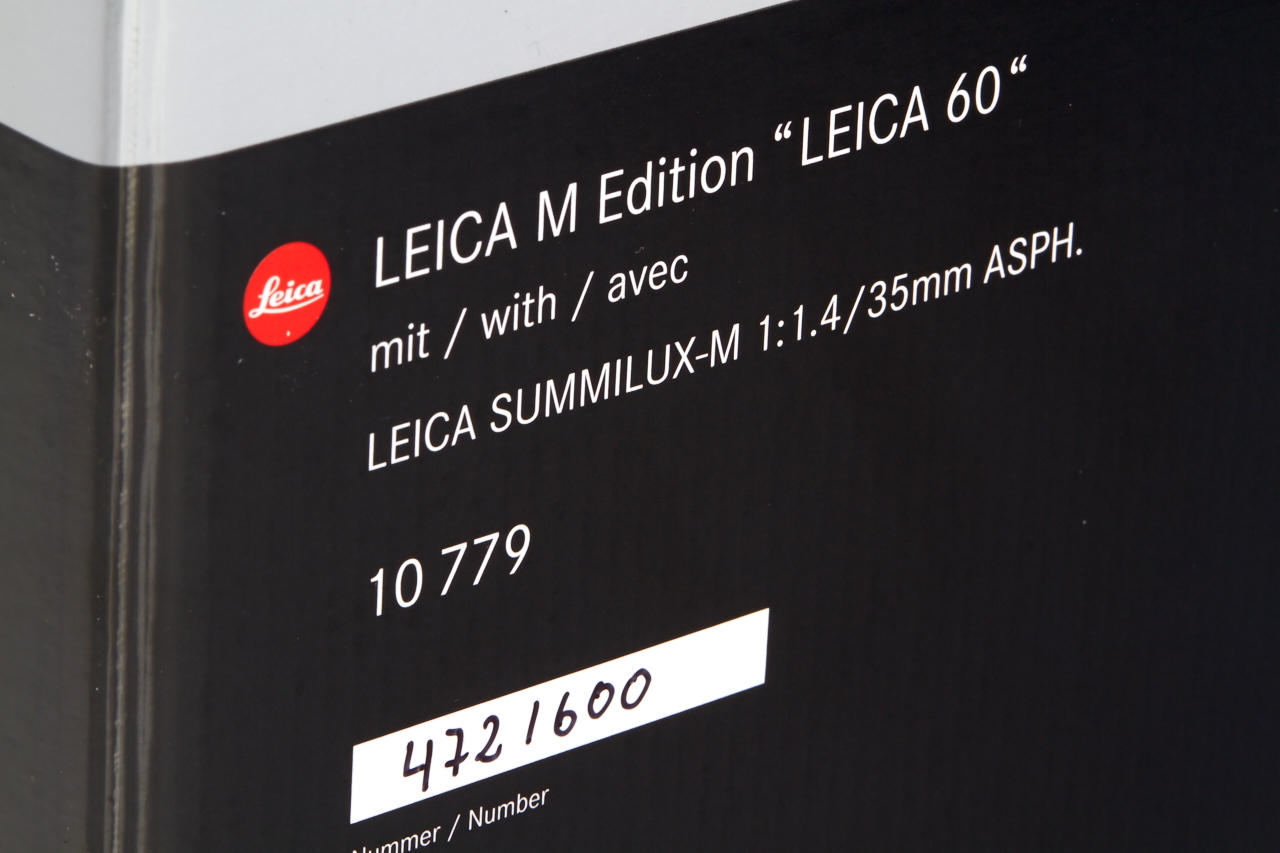 LEICA M Edition “LEICA 60“
Leica
mit / with / avec
LEICA SUMMILUX-M 1:1.4/35mm ASPH.
10 779
4721600
Nummer / Number